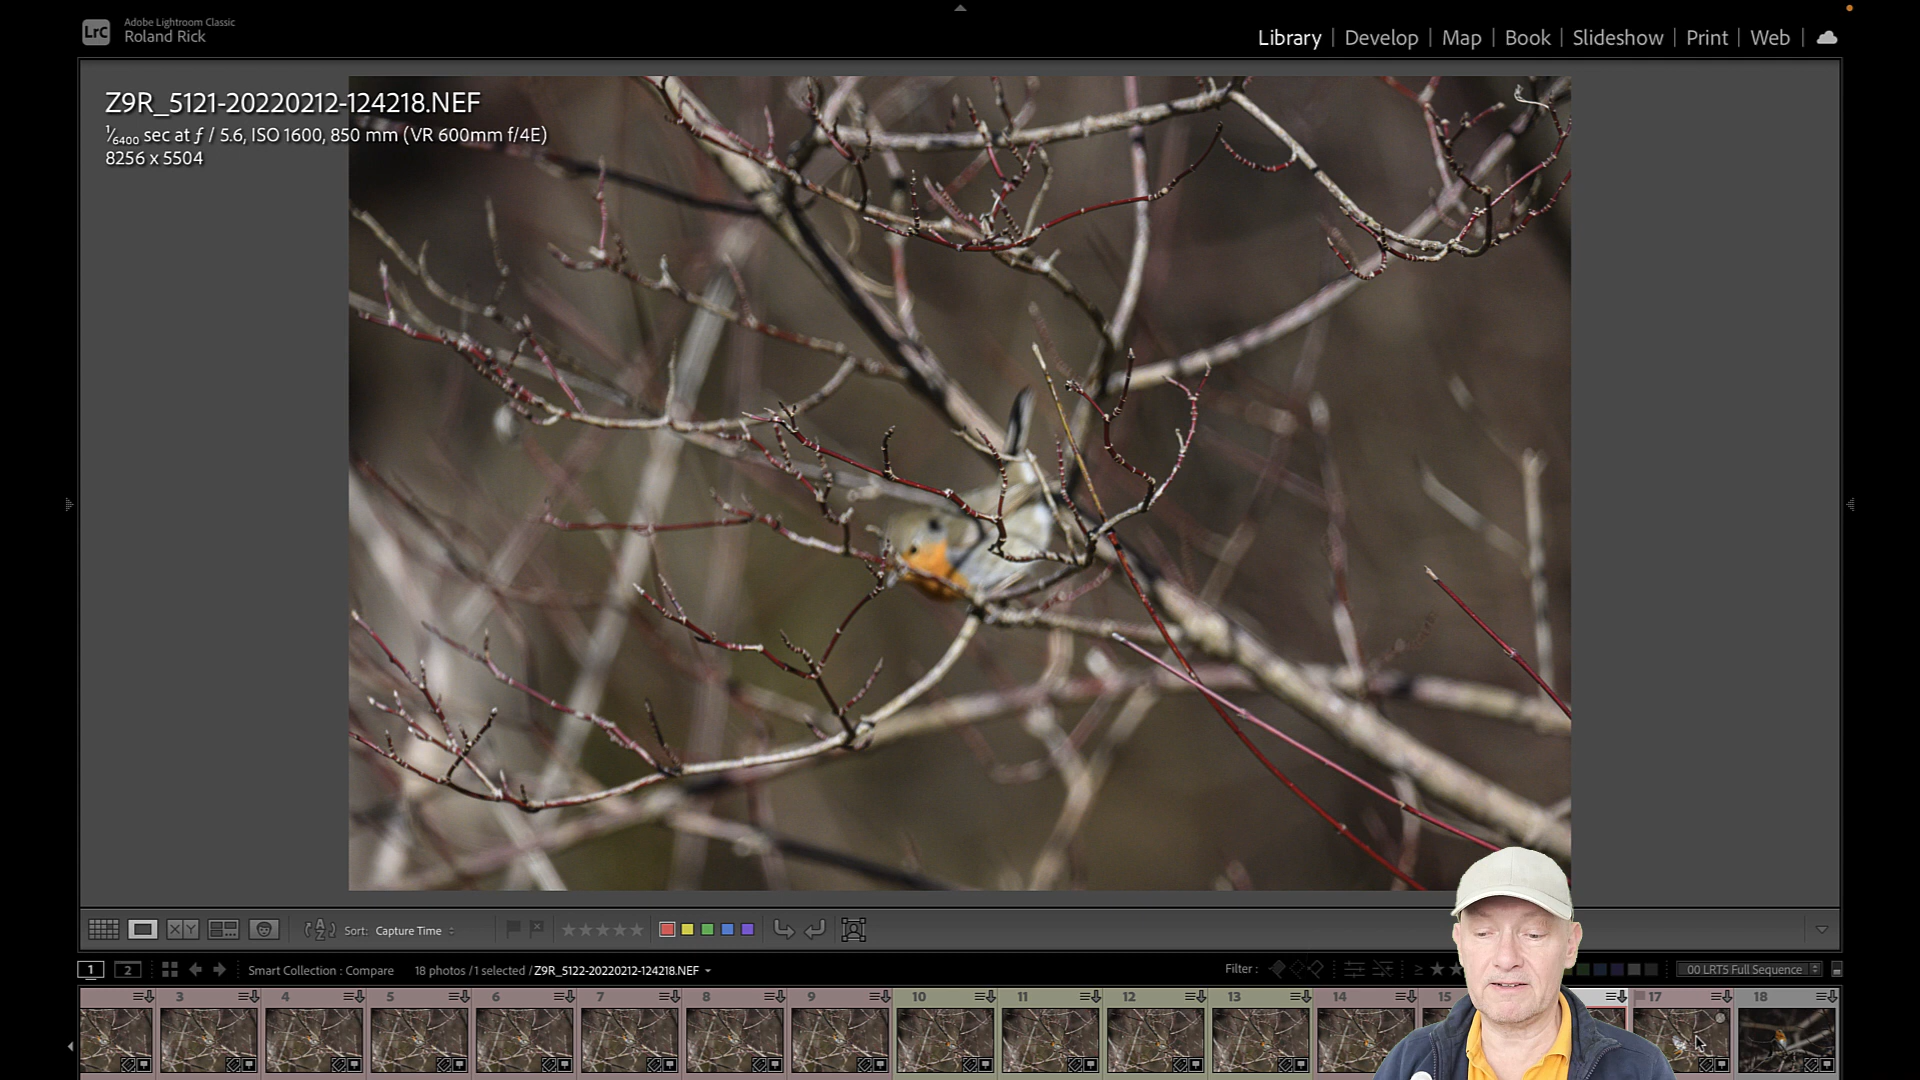 LrC
Adobe Lightroom Classic
Roland Rick
Library | Develop | Map | Book | Slideshow | Print | Web |
Z9R_5121-20220212-124218.NEF
1/6400 sec at ƒ / 5.6, ISO 1600, 850 mm (VR 600mm f/4E)
8256 x 5504
XY
Sort: Capture Time
1 2
Smart Collection : Compare
18 photos / 1 selected / Z9R_5122-20220212-124218.NEF
Filter :
≥
00 LRT5 Full Sequence
3 4 5 6 7 8 9 10 11 12 13 14 15 17 18